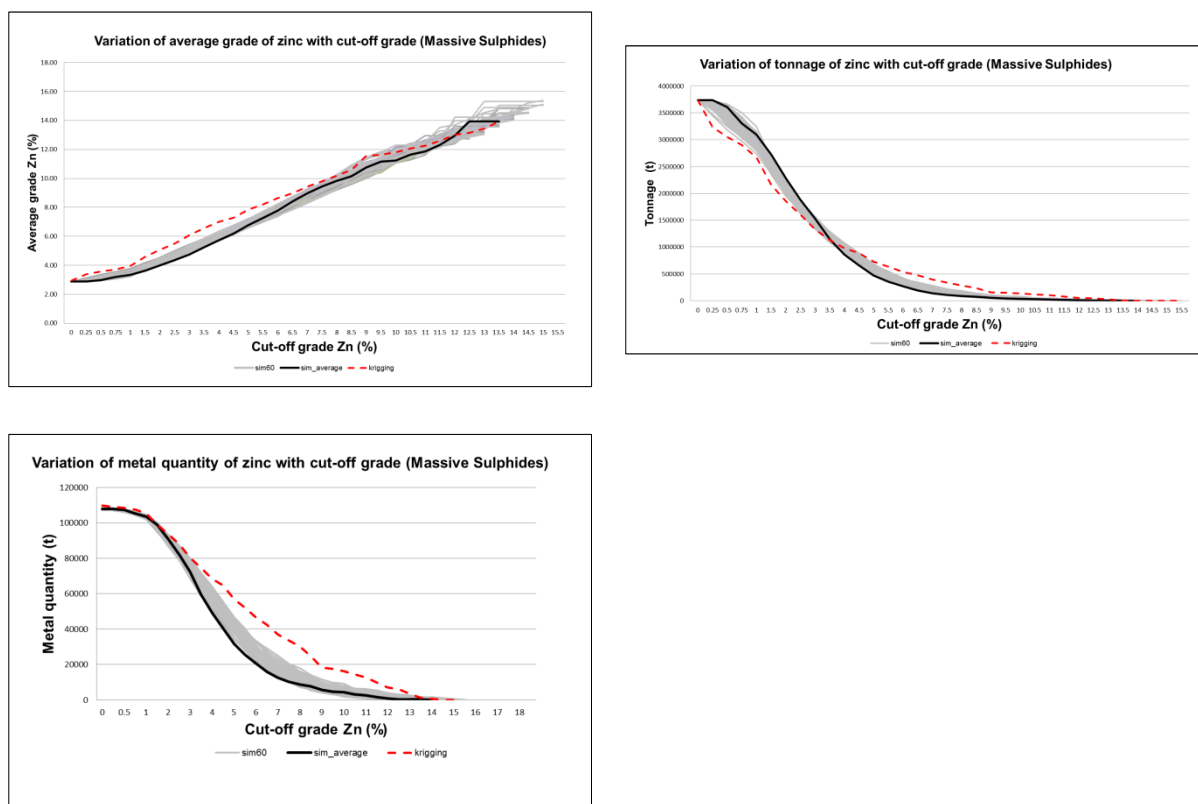 Variation of average grade of zinc with cut-off grade (Massive Sulphides)
18.00
16.00
14.00
12.00
10.00
8.00
6.00
4.00
2.00
0.00
Average grade Zn (%)
0 0.25 0.5 0.75 1 1.5 2 2.5 3 3.5 4 4.5 5 5.5 6 6.5 7 7.5 8 8.5 9 9.5 10 10.5 11 11.5 12 12.5 13 13.5 14 14.5 15 15.5
Cut-off grade Zn (%)
sim60 sim_average krigging
Variation of tonnage of zinc with cut-off grade (Massive Sulphides)
4000000
3500000
3000000
2500000
2000000
1500000
1000000
500000
0
Tonnage (t)
0 0.25 0.5 0.75 1 1.5 2 2.5 3 3.5 4 4.5 5 5.5 6 6.5 7 7.5 8 8.5 9 9.5 10 10.5 11 11.5 12 12.5 13 13.5 14 14.5 15 15.5
Cut-off grade Zn (%)
sim60 sim_average krigging
Variation of metal quantity of zinc with cut-off grade (Massive Sulphides)
120000
100000
80000
60000
40000
20000
0
Metal quantity (t)
0 0.5 1 2 3 4 5 6 7 8 9 10 11 12 13 14 15 16 17 18
Cut-off grade Zn (%)
sim60 sim_average krigging